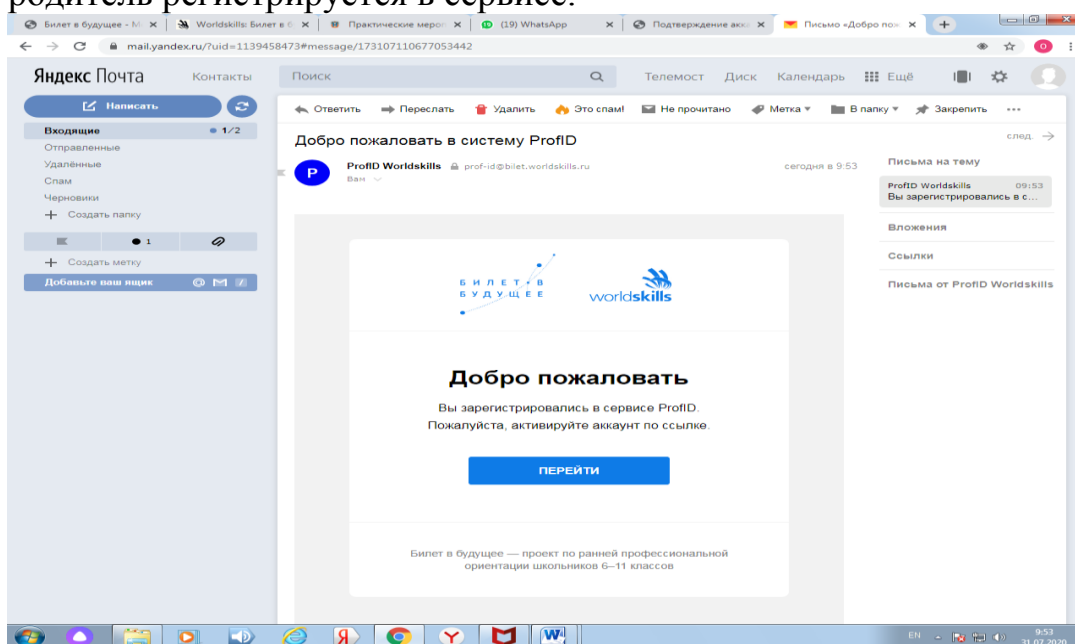 родитель регистрируется в сервисе.
Билет в будущее - М
Worldskills: Билет в б
Практические мероп
(19) WhatsApp
Подтверждение акка
Письмо «Добро пож
mail.yandex.ru/?uid=1139458473#message/173107110677053442
О
Яндекс Почта
Контакты
Поиск
Телемост Диск Календарь Ещё
Написать
Ответить Переслать Удалить Это спам! Не прочитано Метка В папку Закрепить ...
Входящие 1/2
Отправленные
Удалённые
Спам
Черновики
+ Создать папку
1
+ Создать метку
Добавьте ваш ящик
Добро пожаловать в систему ProfID
след. →
P
ProfID Worldskills prof-id@bilet.worldskills.ru сегодня в 9:53
Вам
Письма на тему
ProfID Worldskills 09:53
Вы зарегистрировались в с...
Вложения
Ссылки
Письма от ProfID Worldskills
БИЛЕТ В
БУДУЩЕЕ
worldskills
Добро пожаловать
Вы зарегистрировались в сервисе ProfID.
Пожалуйста, активируйте аккаунт по ссылке.
ПЕРЕЙТИ
Билет в будущее — проект по ранней профессиональной
ориентации школьников 6–11 классов
EN
9:53
31.07.2020